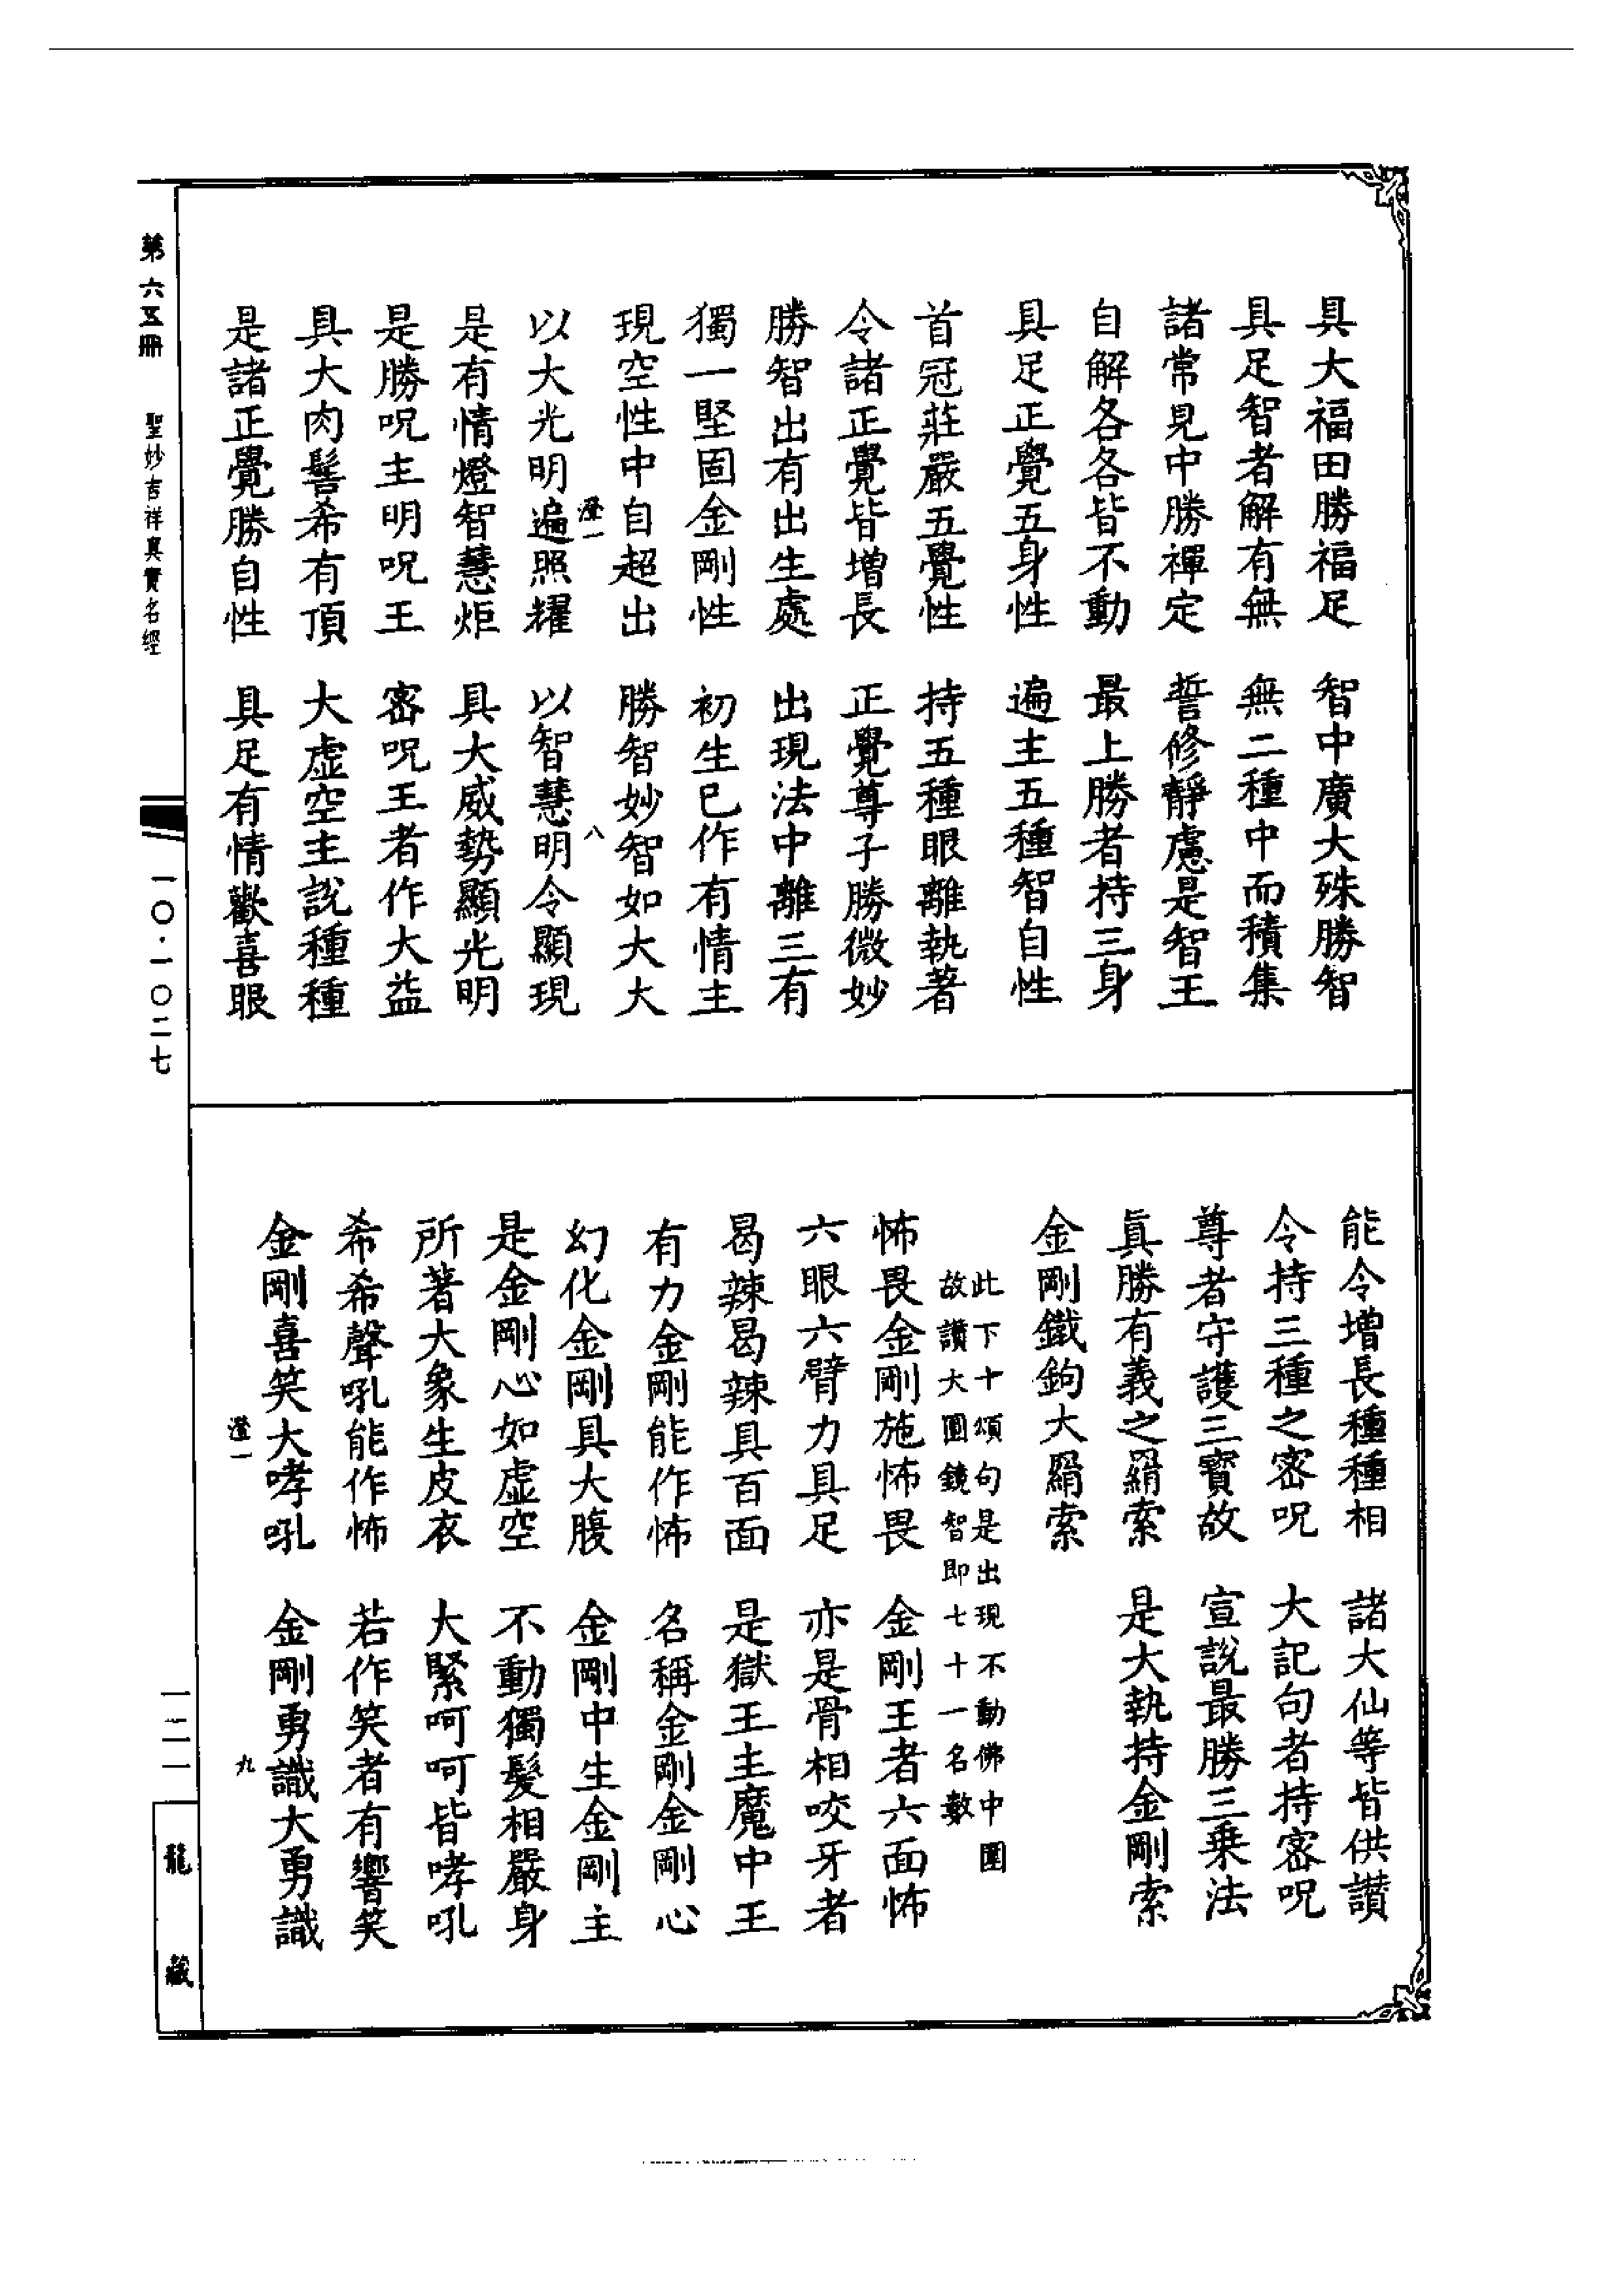 具大福田勝福足　智中廣大殊勝智
具足智者解有無　無二種中而積集
諸常見中勝禪定　誓修靜慮是智王
自解各各皆不動　最上勝者持三身
具足正覺五身性　遍主五種智自性
首冠莊嚴五覺性　持五種眼離執著
令諸正覺皆增長　正覺尊子勝微妙
勝智出有出生處　出現法中離三有
獨一堅固金剛性　初生已作有情主
現空性中自超出　勝智妙智如大大
澄一　八
以大光明遍照耀　以智慧明令顯現
是有情燈智慧炬　具大威勢顯光明
是勝呪主明呪王　密呪王者作大益
具大肉髻希有頂　大虛空主說種種
是諸正覺勝自性　具足有情歡喜眼
能令增長種種相　諸大仙等皆供讚
令持三種之密呪　大記句者持密呪
尊者守護三寶故　宣說最勝三乗法
真勝有義之羂索　是大執持金剛索
金剛鐵鉤大羂索
此下十頌句是出現不動佛中圍
故讚大圓鏡智即七十一名數
怖畏金剛施怖畏　金剛王者六面怖
六眼六臂力具足　亦是骨相咬牙者
曷辣曷辣具百面　是獄王主魔中王
有力金剛能作怖　名稱金剛金剛心
幻化金剛具大腹　金剛中生金剛主
是金剛心如虛空　不動獨髮相嚴身
所著大象生皮衣　大緊呵呵皆哮吼
希希聲吼能作怖　若作笑者有響笑
金剛喜笑大哮吼　金剛勇識大勇識
澄一　九
第六五冊　聖妙吉祥真實名經　一〇·一〇二七　一二一　龍藏